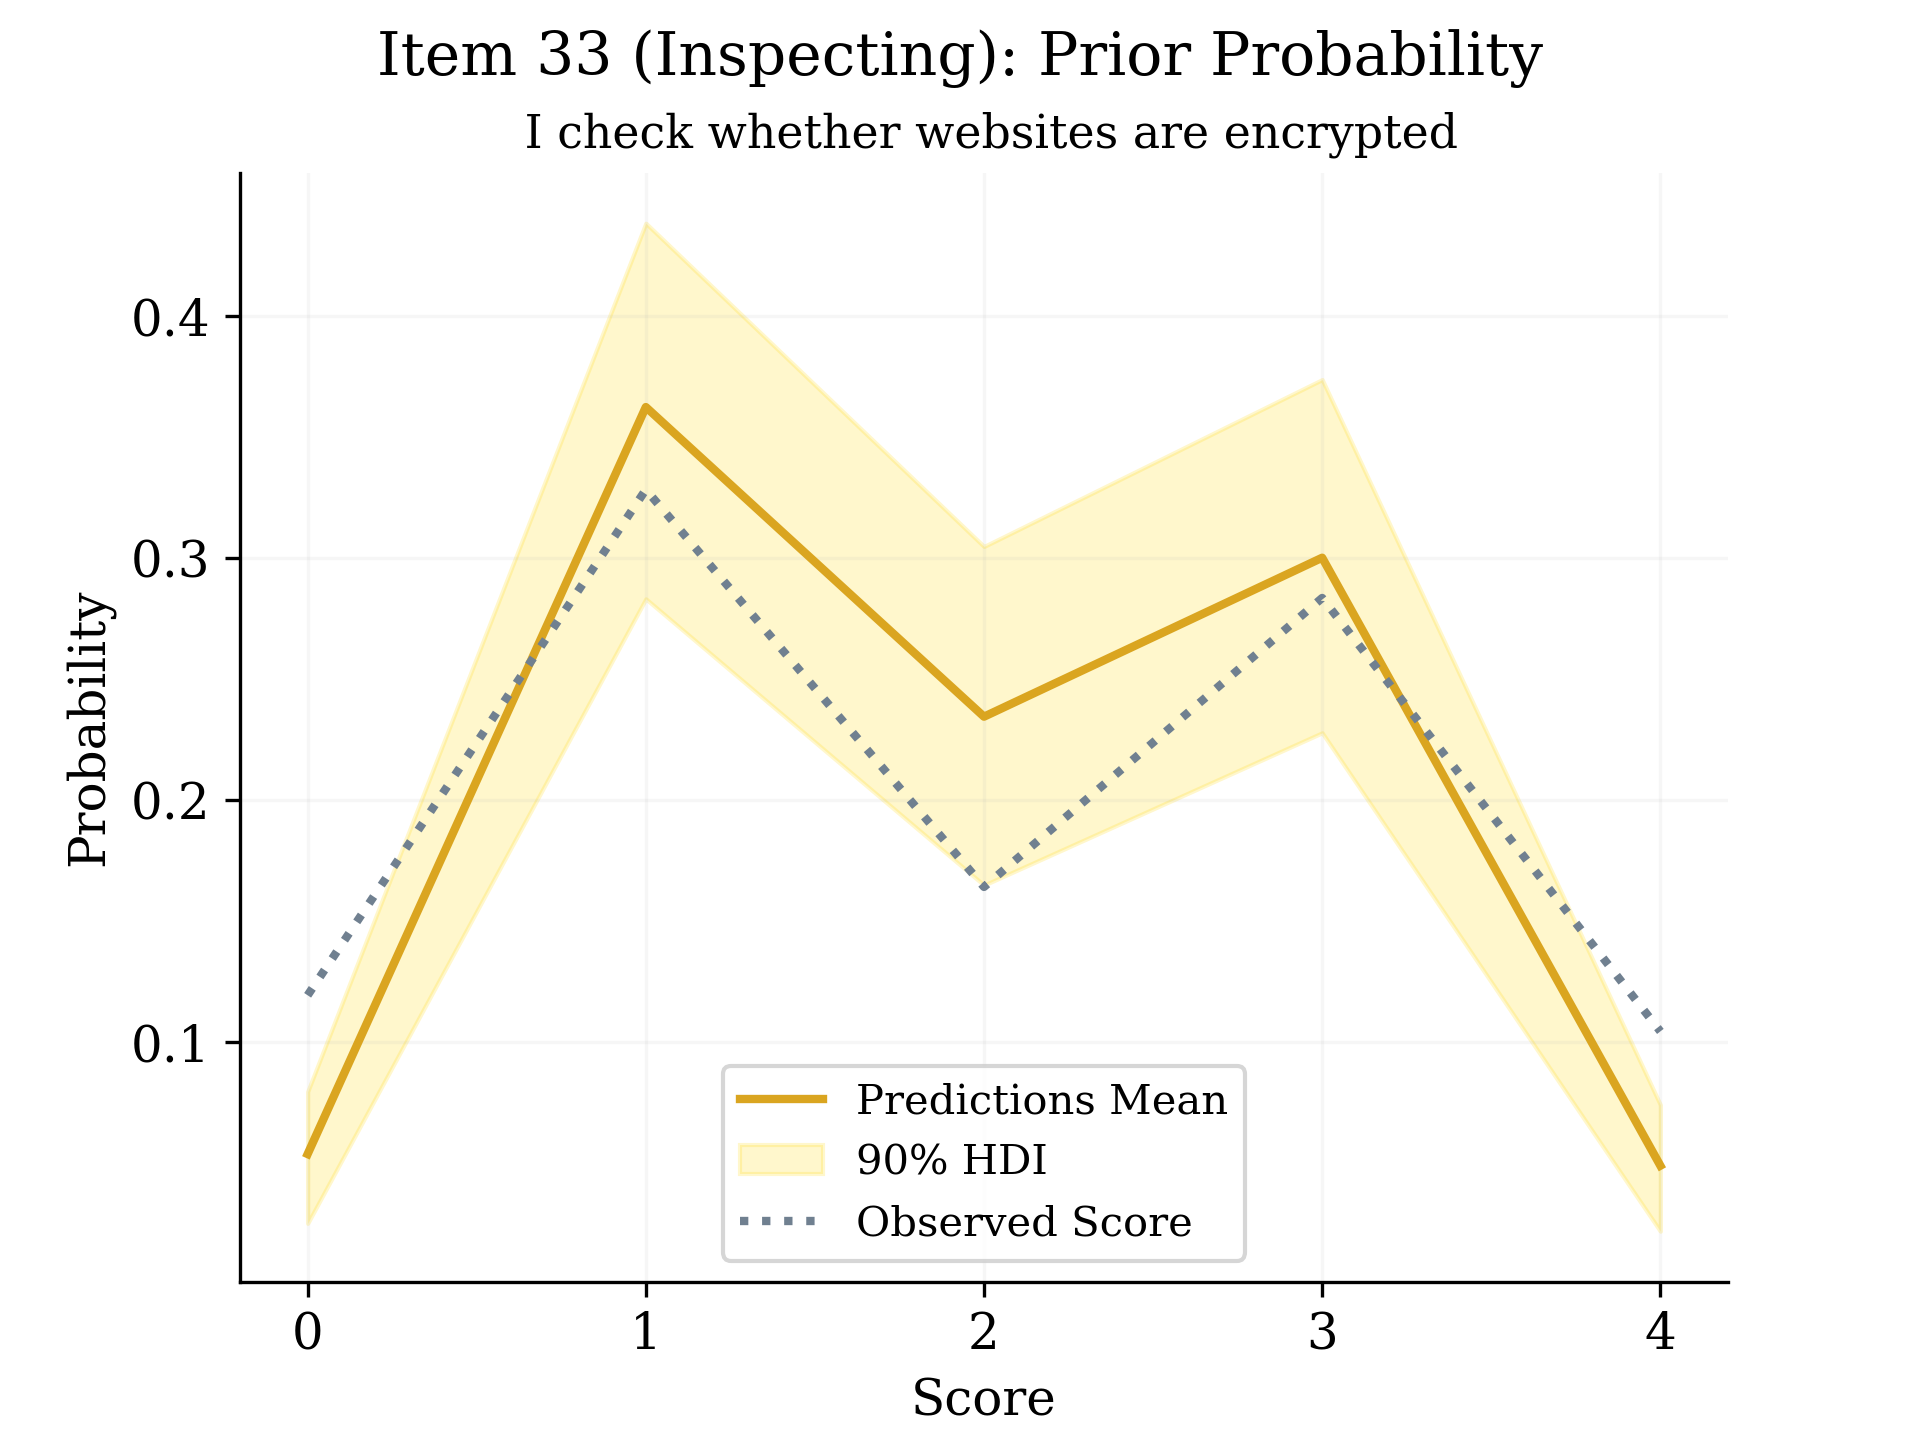 Item 33 (Inspecting): Prior Probability
I check whether websites are encrypted
Probability
0.4
0.3
0.2
0.1
Predictions Mean
90% HDI
Observed Score
0 1 2 3 4
Score